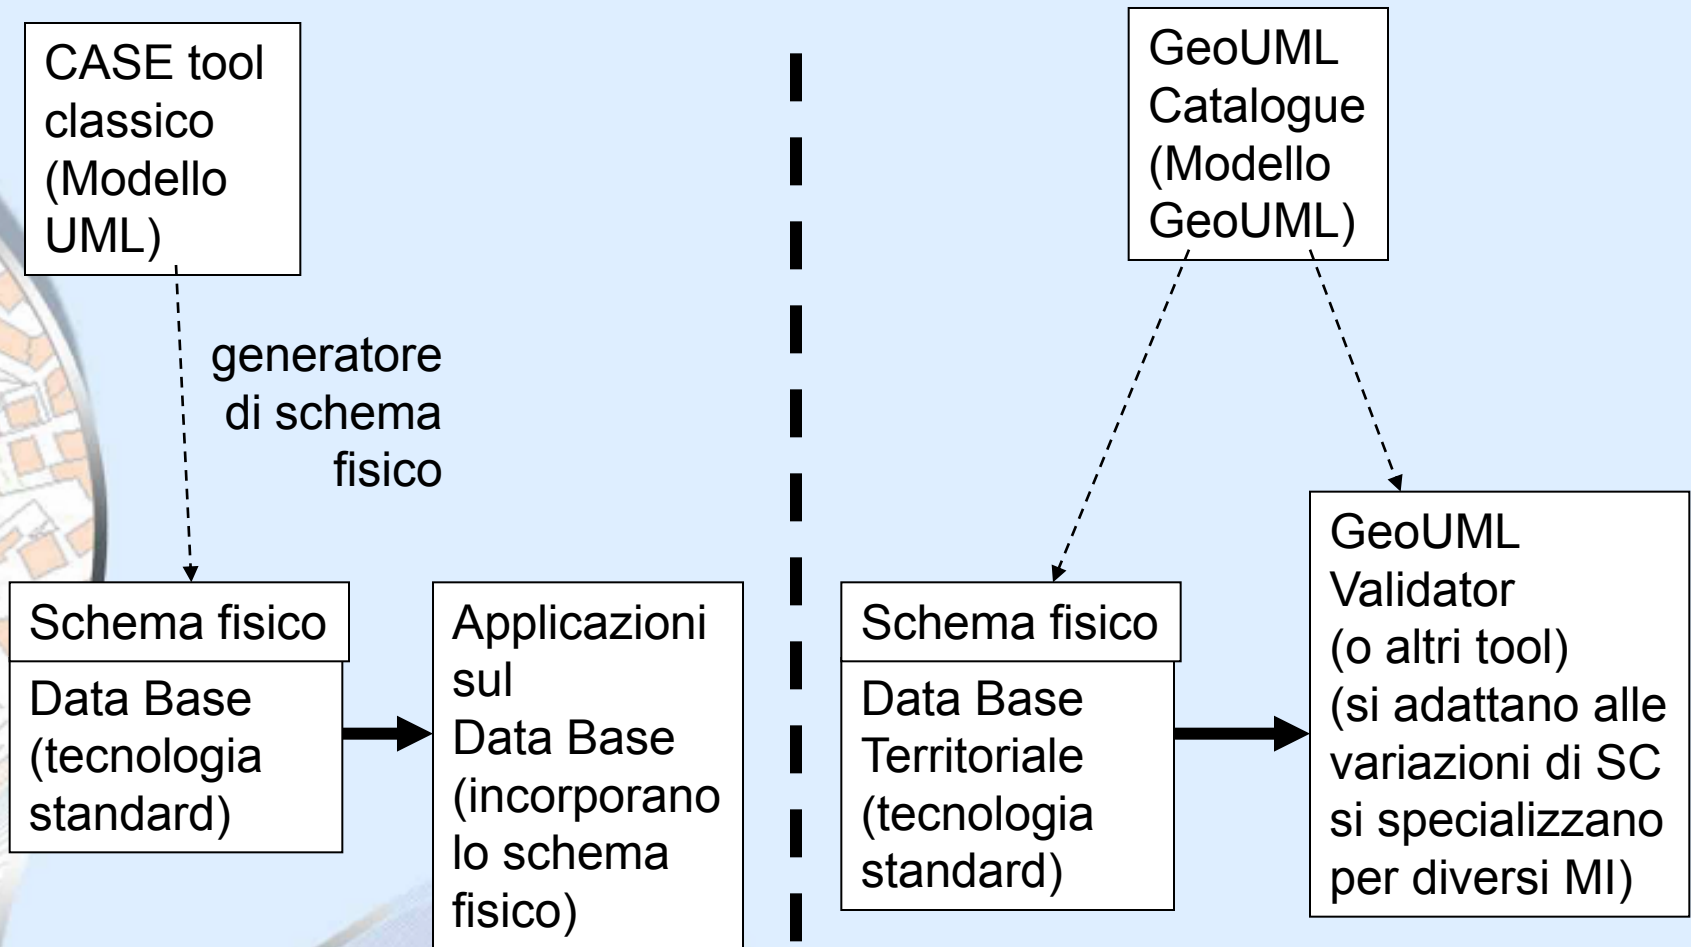 CASE tool
classico
(Modello
UML)
generatore
di schema
fisico
Schema fisico
Data Base
(tecnologia
standard)
Applicazioni
sul
Data Base
(incorporano
lo schema
fisico)
GeoUML
Catalogue
(Modello
GeoUML)
Schema fisico
Data Base
Territoriale
(tecnologia
standard)
GeoUML
Validator
(o altri tool)
(si adattano alle
variazioni di SC
si specializzano
per diversi MI)